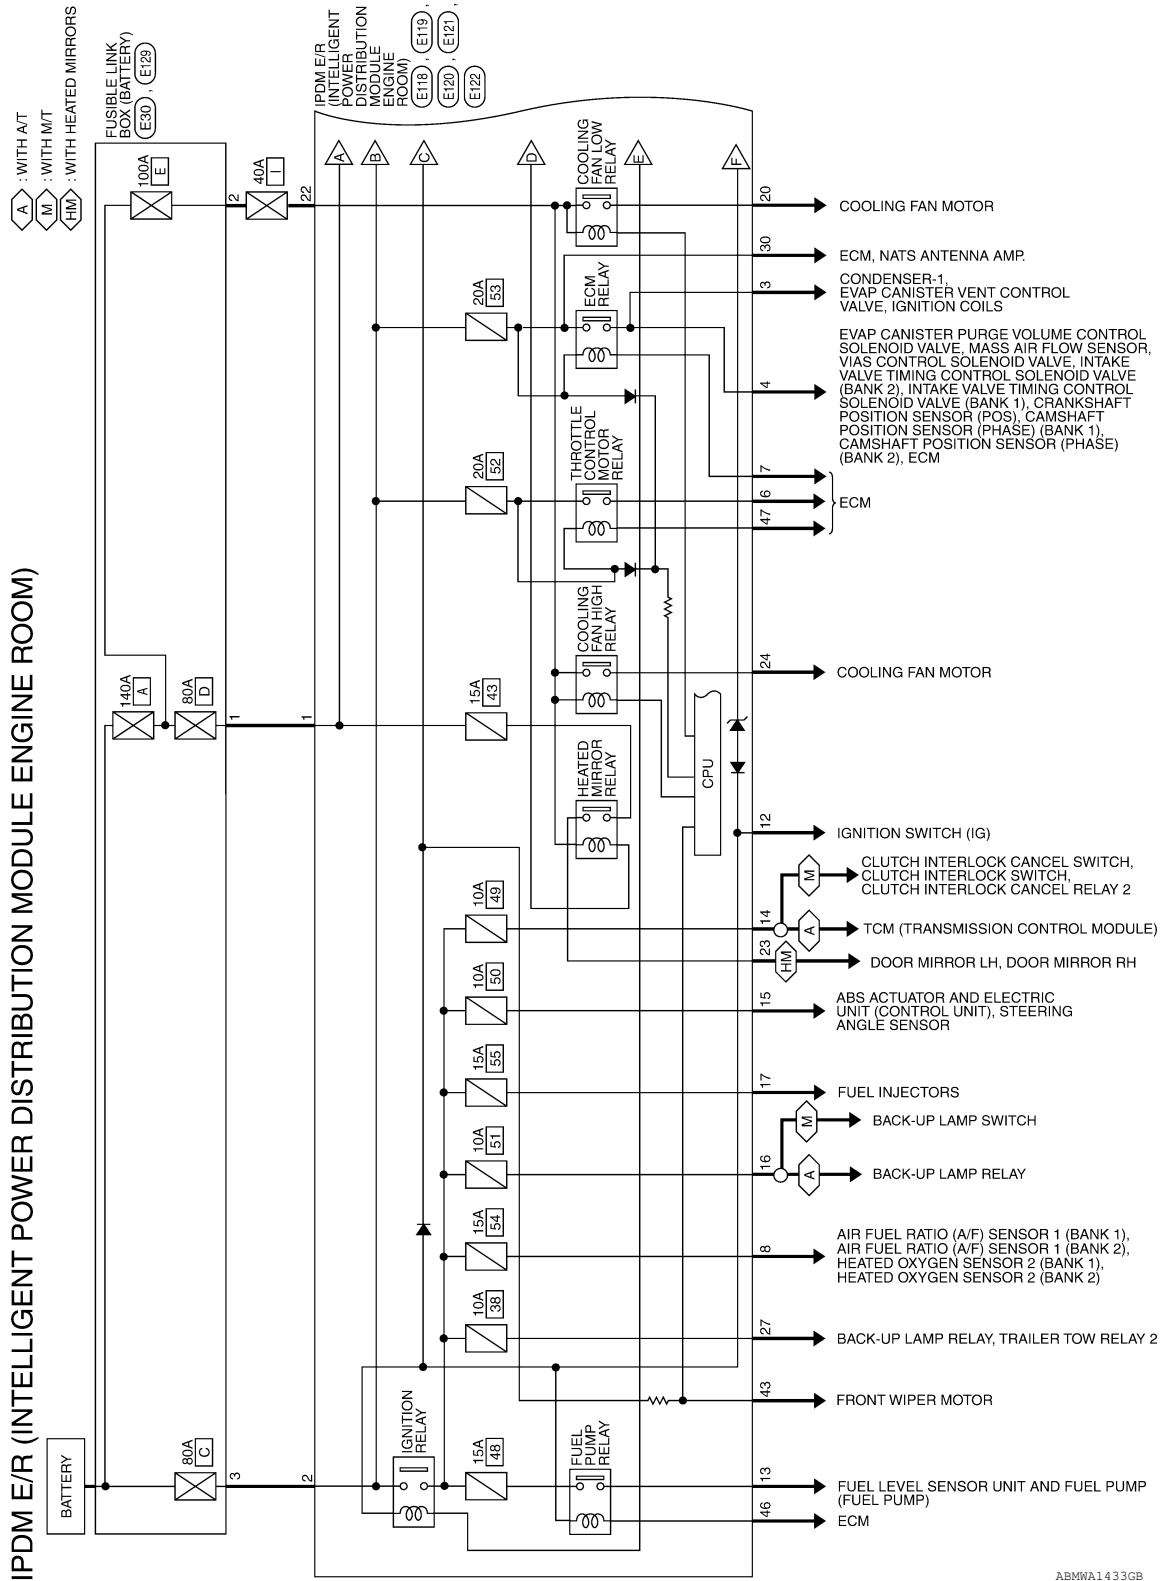 IPDM E/R (INTELLIGENT POWER DISTRIBUTION MODULE ENGINE ROOM)
A : WITH A/T
M : WITH M/T
HM : WITH HEATED MIRRORS
BATTERY
FUSIBLE LINK
BOX (BATTERY)
E30 , E129
IPDM E/R
(INTELLIGENT
POWER
DISTRIBUTION
MODULE
ENGINE
ROOM)
E118 , E119 ,
E120 , E121 ,
E122
100A
E
2
40A
I
22
A
B
C
D
E
F
COOLING
FAN LOW
RELAY
20
COOLING FAN MOTOR
30
ECM, NATS ANTENNA AMP.
20A
53
ECM
RELAY
3
CONDENSER-1,
EVAP CANISTER VENT CONTROL
VALVE, IGNITION COILS
4
EVAP CANISTER PURGE VOLUME CONTROL
SOLENOID VALVE, MASS AIR FLOW SENSOR,
VIAS CONTROL SOLENOID VALVE, INTAKE
VALVE TIMING CONTROL SOLENOID VALVE
(BANK 2), INTAKE VALVE TIMING CONTROL
SOLENOID VALVE (BANK 1), CRANKSHAFT
POSITION SENSOR (POS), CAMSHAFT
POSITION SENSOR (PHASE) (BANK 1),
CAMSHAFT POSITION SENSOR (PHASE)
(BANK 2), ECM
20A
52
THROTTLE
CONTROL
MOTOR
RELAY
7
6
47
ECM
COOLING
FAN HIGH
RELAY
24
COOLING FAN MOTOR
140A
A
80A
D
1
1
15A
43
HEATED
MIRROR
RELAY
CPU
12
IGNITION SWITCH (IG)
M
CLUTCH INTERLOCK CANCEL SWITCH,
CLUTCH INTERLOCK SWITCH,
CLUTCH INTERLOCK CANCEL RELAY 2
10A
49
14
A
TCM (TRANSMISSION CONTROL MODULE)
23
HM
DOOR MIRROR LH, DOOR MIRROR RH
10A
50
15
ABS ACTUATOR AND ELECTRIC
UNIT (CONTROL UNIT), STEERING
ANGLE SENSOR
15A
55
17
FUEL INJECTORS
M
BACK-UP LAMP SWITCH
10A
51
16
A
BACK-UP LAMP RELAY
15A
54
8
AIR FUEL RATIO (A/F) SENSOR 1 (BANK 1),
AIR FUEL RATIO (A/F) SENSOR 1 (BANK 2),
HEATED OXYGEN SENSOR 2 (BANK 1),
HEATED OXYGEN SENSOR 2 (BANK 2)
10A
38
27
BACK-UP LAMP RELAY, TRAILER TOW RELAY 2
43
FRONT WIPER MOTOR
80A
C
3
2
IGNITION
RELAY
15A
48
FUEL
PUMP
RELAY
13
FUEL LEVEL SENSOR UNIT AND FUEL PUMP
(FUEL PUMP)
46
ECM
ABMWA1433GB